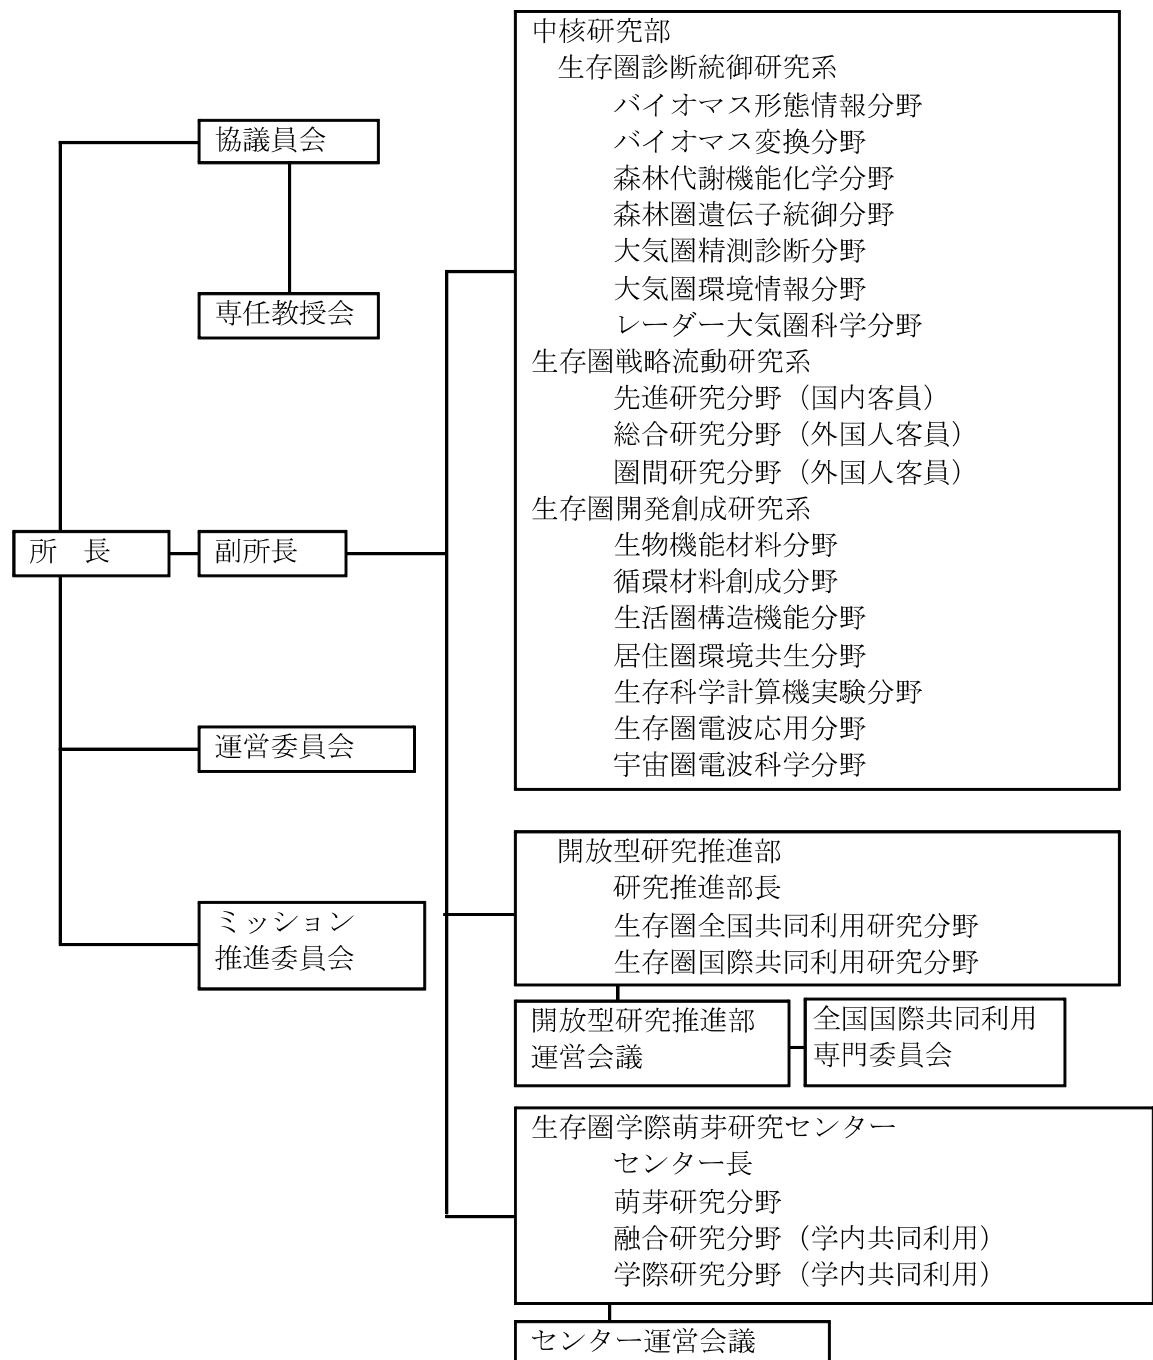 協議員会
専任教授会
所　長
副所長
運営委員会
ミッション
推進委員会
中核研究部
生存圏診断統御研究系
バイオマス形態情報分野
バイオマス変換分野
森林代謝機能化学分野
森林圏遺伝子統御分野
大気圏精測診断分野
大気圏環境情報分野
レーダー大気圏科学分野
生存圏戦略流動研究系
先進研究分野（国内客員）
総合研究分野（外国人客員）
圏間研究分野（外国人客員）
生存圏開発創成研究系
生物機能材料分野
循環材料創成分野
生活圏構造機能分野
居住圏環境共生分野
生存科学計算機実験分野
生存圏電波応用分野
宇宙圏電波科学分野
開放型研究推進部
研究推進部長
生存圏全国共同利用研究分野
生存圏国際共同利用研究分野
開放型研究推進部
運営会議
全国国際共同利用
専門委員会
生存圏学際萌芽研究センター
センター長
萌芽研究分野
融合研究分野（学内共同利用）
学際研究分野（学内共同利用）
センター運営会議